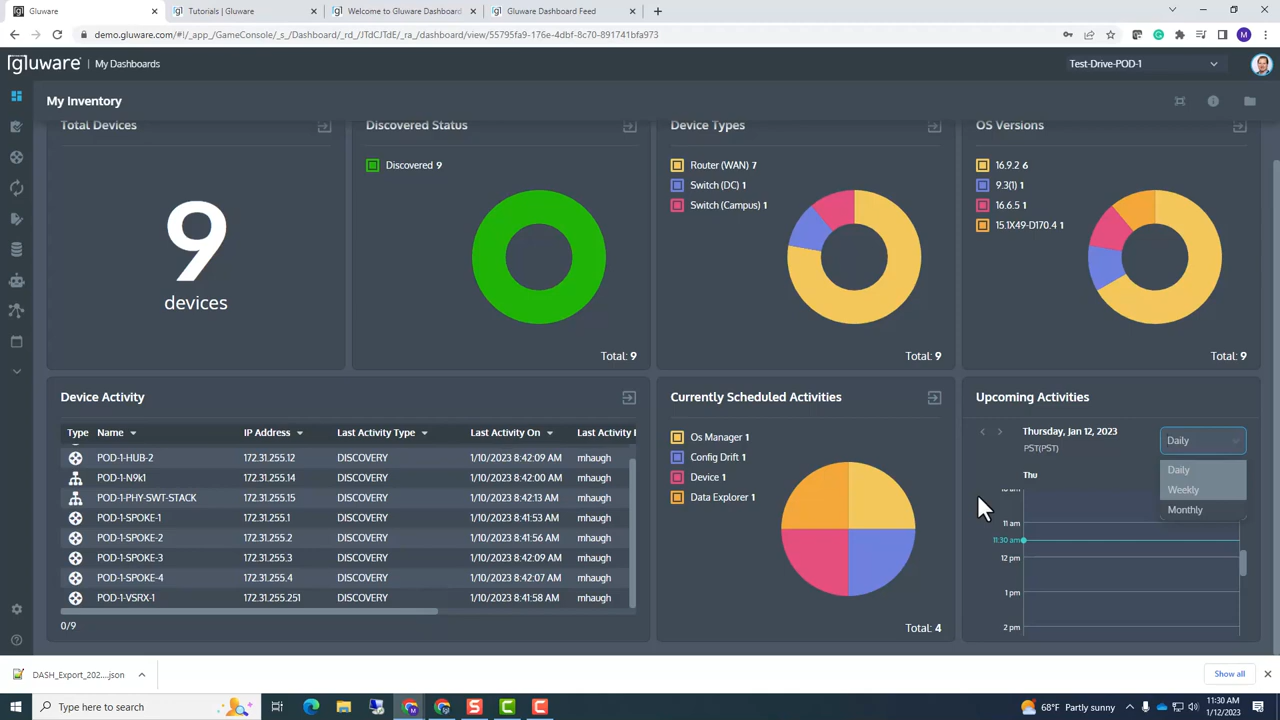 Gluware
Tutorials | Gluware
Welcome to Gluware Dashboard
Gluware Dashboard Feed
demo.gluware.com/#!/_app_/GameConsole/_s_/Dashboard/_rd_/JTdCJTdE/_ra_/dashboard/view/55795fa9-176e-4dbf-8c70-891741bfa973
M
[gluware® | My Dashboards
Test-Drive-POD-1
My Inventory
Total Devices
9
devices
Discovered Status
Discovered 9
Total: 9
Device Types
Router (WAN) 7
Switch (DC) 1
Switch (Campus) 1
Total: 9
OS Versions
16.9.2 6
9.3(1) 1
16.6.5 1
15.1X49-D170.4 1
Total: 9
Device Activity
Type Name IP Address Last Activity Type Last Activity On Last Activity
POD-1-HUB-2 172.31.255.12 DISCOVERY 1/10/2023 8:42:09 AM mhaugh
POD-1-N9k1 172.31.255.14 DISCOVERY 1/10/2023 8:42:00 AM mhaugh
POD-1-PHY-SWT-STACK 172.31.255.15 DISCOVERY 1/10/2023 8:42:13 AM mhaugh
POD-1-SPOKE-1 172.31.255.1 DISCOVERY 1/10/2023 8:41:53 AM mhaugh
POD-1-SPOKE-2 172.31.255.2 DISCOVERY 1/10/2023 8:41:56 AM mhaugh
POD-1-SPOKE-3 172.31.255.3 DISCOVERY 1/10/2023 8:42:09 AM mhaugh
POD-1-SPOKE-4 172.31.255.4 DISCOVERY 1/10/2023 8:42:07 AM mhaugh
POD-1-VSRX-1 172.31.255.251 DISCOVERY 1/10/2023 8:41:58 AM mhaugh
0/9
Currently Scheduled Activities
Os Manager 1
Config Drift 1
Device 1
Data Explorer 1
Total: 4
Upcoming Activities
Thursday, Jan 12, 2023
PST(PST)
Daily
Daily
Weekly
Monthly
Thu
10 am
11 am
11:30 am
12 pm
1 pm
2 pm
DASH_Export_202....json
Show all
Type here to search
68°F Partly sunny
11:30 AM
1/12/2023